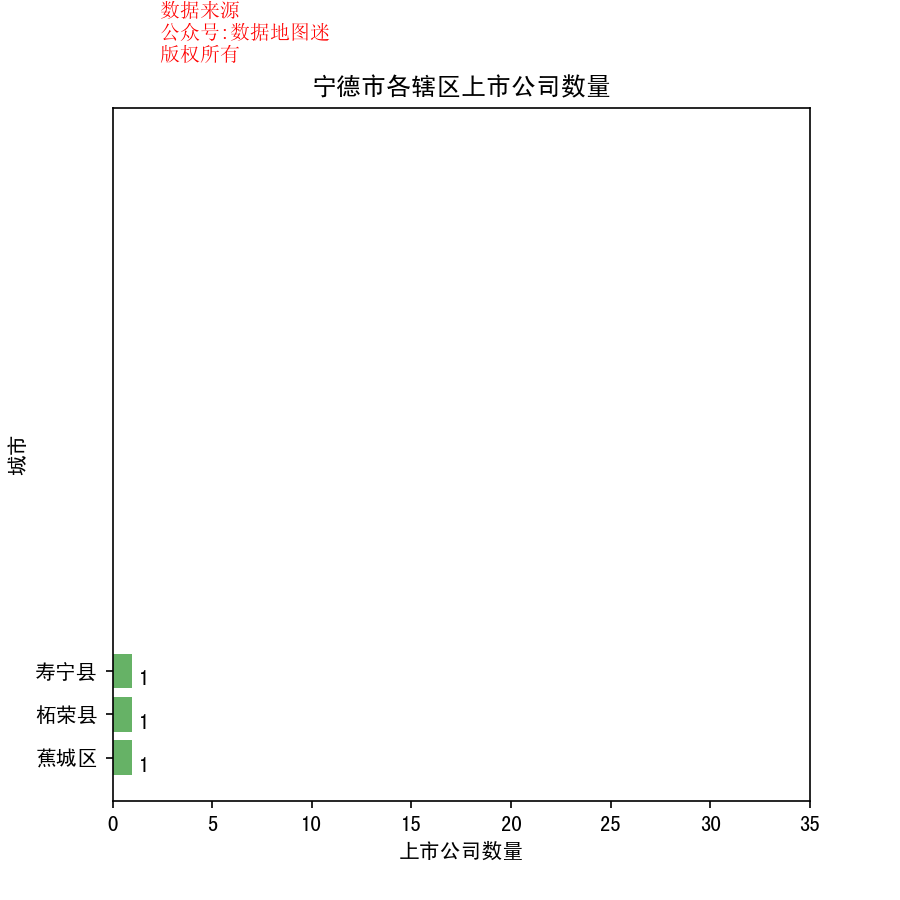 数据来源
公众号:数据地图迷
版权所有
宁德市各辖区上市公司数量
城市
寿宁县
1
柘荣县
1
蕉城区
1
0 5 10 15 20 25 30 35
上市公司数量